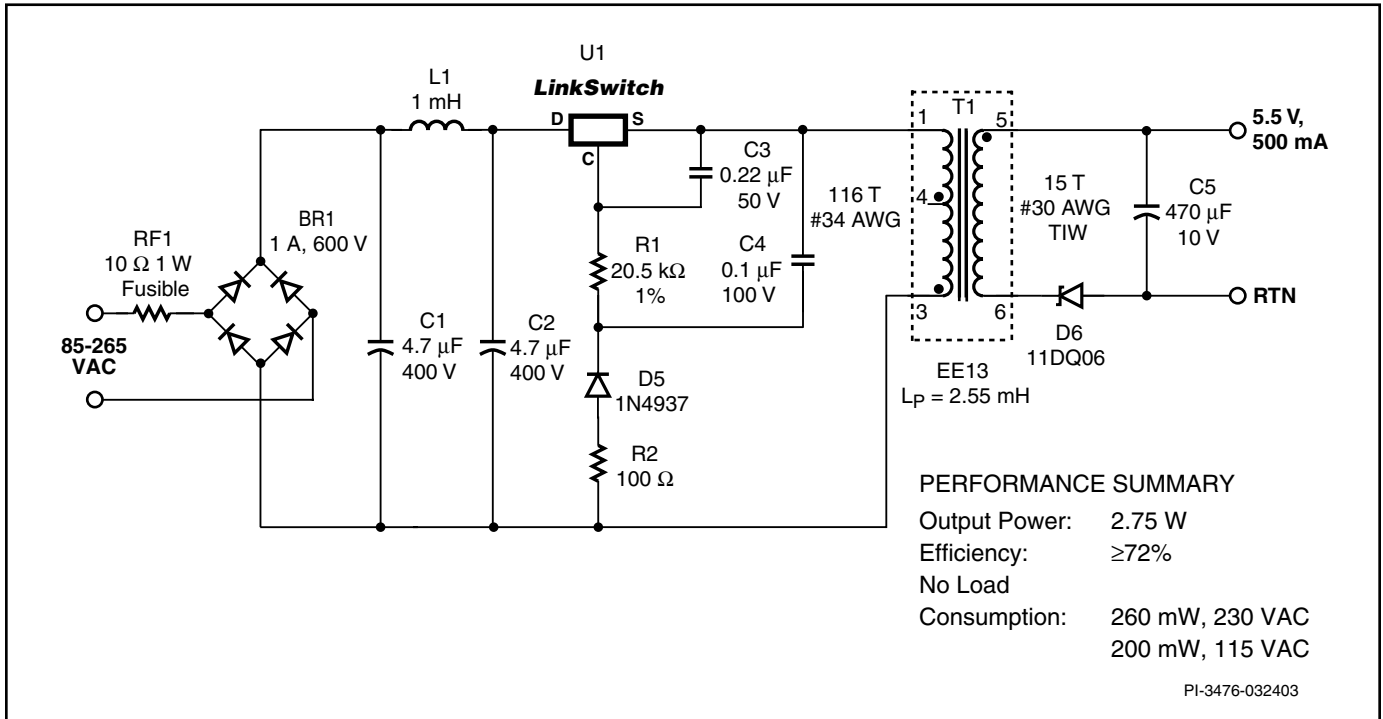 U1
LinkSwitch
L1
1 mH
D
S
C
T1
1
5
4
3
6
5.5 V,
500 mA
C3
0.22 µF
50 V
116 T
#34 AWG
15 T
#30 AWG
TIW
C5
470 µF
10 V
BR1
1 A, 600 V
RF1
10 Ω 1 W
Fusible
R1
20.5 kΩ
1%
C4
0.1 µF
100 V
RTN
85-265
VAC
C1
4.7 µF
400 V
C2
4.7 µF
400 V
D5
1N4937
D6
11DQ06
EE13
LP = 2.55 mH
R2
100 Ω
PERFORMANCE SUMMARY
Output Power: 2.75 W
Efficiency: ≥72%
No Load
Consumption: 260 mW, 230 VAC
200 mW, 115 VAC
PI-3476-032403